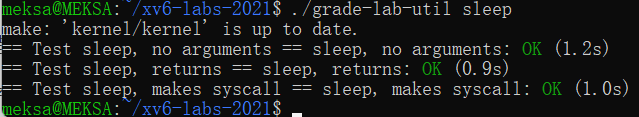 meksa@MEKSA:~/xv6-labs-2021$ ./grade-lab-util sleep
make: 'kernel/kernel' is up to date.
== Test sleep, no arguments == sleep, no arguments: OK (1.2s)
== Test sleep, returns == sleep, returns: OK (0.9s)
== Test sleep, makes syscall == sleep, makes syscall: OK (1.0s)
meksa@MEKSA:~/xv6-labs-2021$